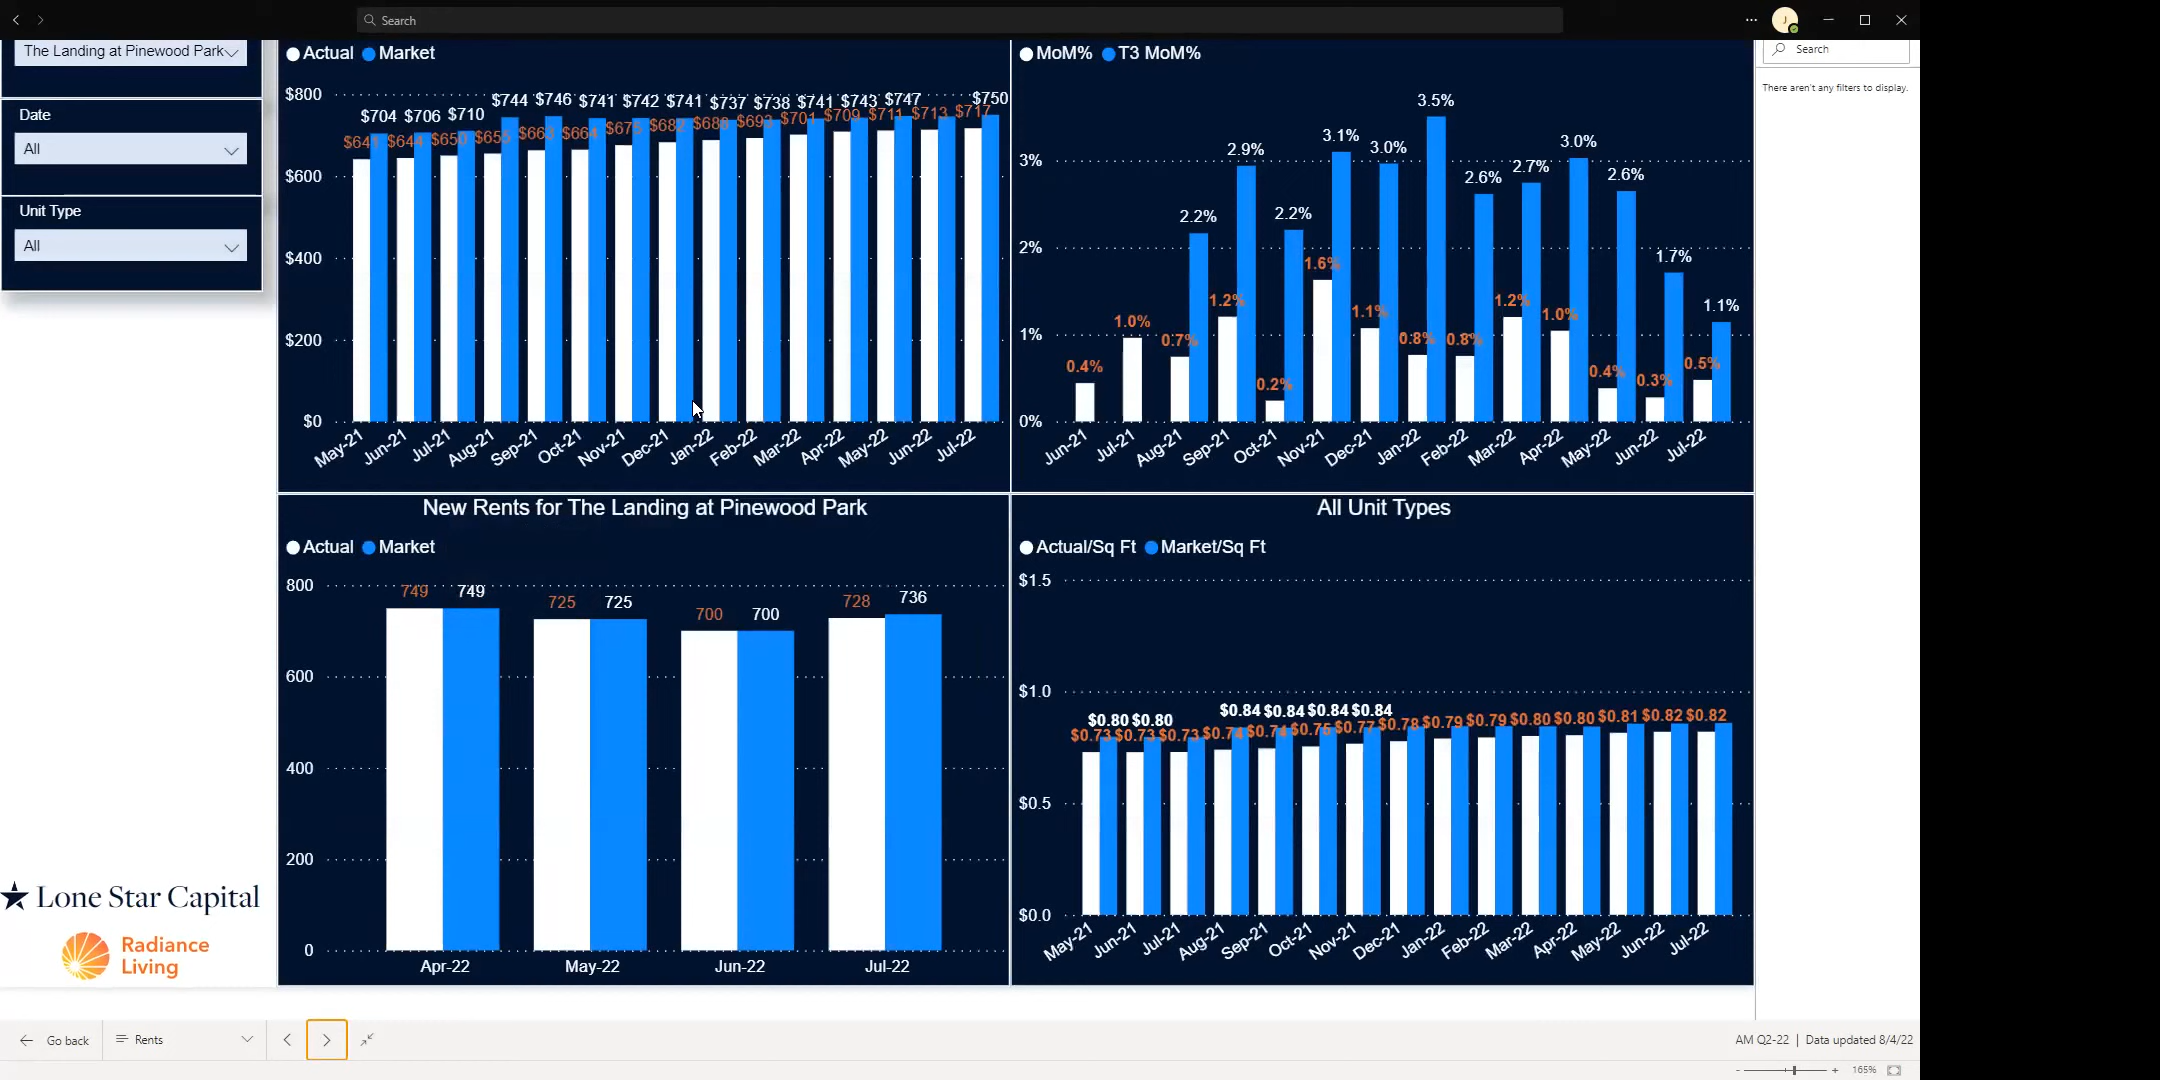 Search
J
The Landing at Pinewood Park
Date
All
Unit Type
All
Actual Market
$800
$600
$400
$200
$0
$704 $706 $710 $744 $746 $741 $742 $741 $737 $738 $741 $743 $747 $750
$641 $644 $650 $655 $663 $664 $675 $682 $688 $693 $701 $709 $711 $713 $717
May-21 Jun-21 Jul-21 Aug-21 Sep-21 Oct-21 Nov-21 Dec-21 Jan-22 Feb-22 Mar-22 Apr-22 May-22 Jun-22 Jul-22
MoM% T3 MoM%
3%
2%
1%
0%
2.2% 2.9% 2.2% 3.1% 3.0% 3.5% 2.6% 2.7% 3.0% 2.6% 1.7% 1.1%
0.4% 1.0% 0.7% 1.2% 0.2% 1.6% 1.1% 0.8% 0.8% 1.2% 1.0% 0.4% 0.3% 0.5%
Jun-21 Jul-21 Aug-21 Sep-21 Oct-21 Nov-21 Dec-21 Jan-22 Feb-22 Mar-22 Apr-22 May-22 Jun-22 Jul-22
Search
There aren't any filters to display.
New Rents for The Landing at Pinewood Park
Actual Market
800
600
400
200
0
749 749 725 725 700 700 728 736
Apr-22 May-22 Jun-22 Jul-22
All Unit Types
Actual/Sq Ft Market/Sq Ft
$1.5
$1.0
$0.5
$0.0
$0.80 $0.80 $0.84 $0.84 $0.84 $0.84
$0.73 $0.73 $0.73 $0.74 $0.74 $0.75 $0.77 $0.78 $0.79 $0.79 $0.80 $0.80 $0.81 $0.82 $0.82
May-21 Jun-21 Jul-21 Aug-21 Sep-21 Oct-21 Nov-21 Dec-21 Jan-22 Feb-22 Mar-22 Apr-22 May-22 Jun-22 Jul-22
Lone Star Capital
Radiance
Living
Go back
Rents
AM Q2-22 | Data updated 8/4/22
- + 165%